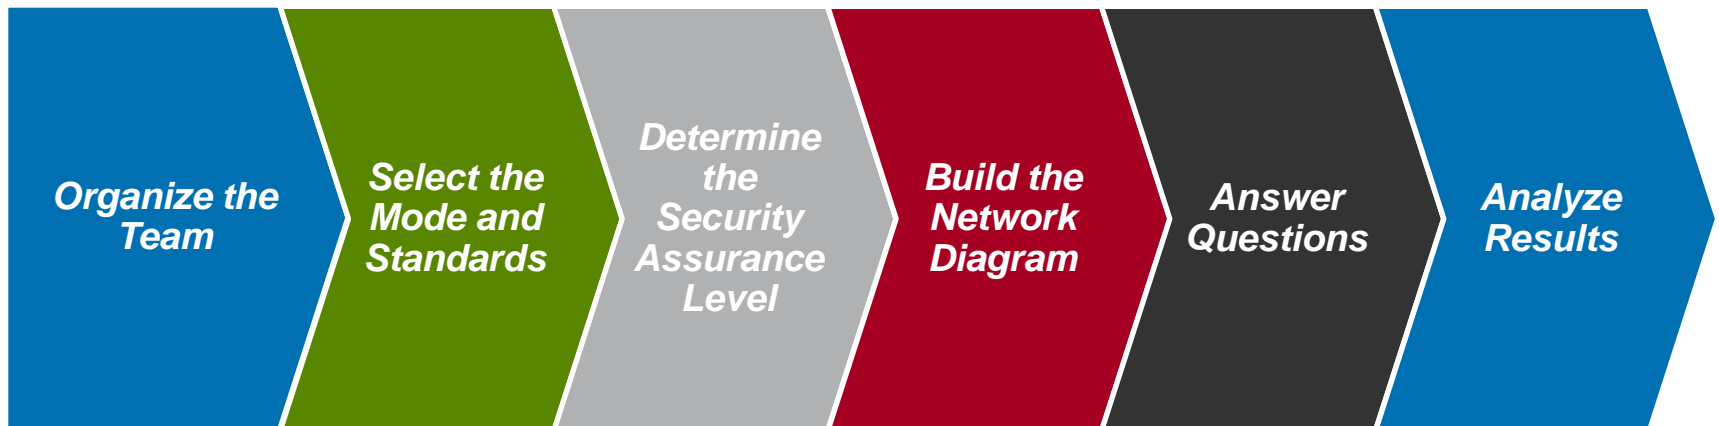 Organize the
Team
Select the
Mode and
Standards
Determine
the
Security
Assurance
Level
Build the
Network
Diagram
Answer
Questions
Analyze
Results